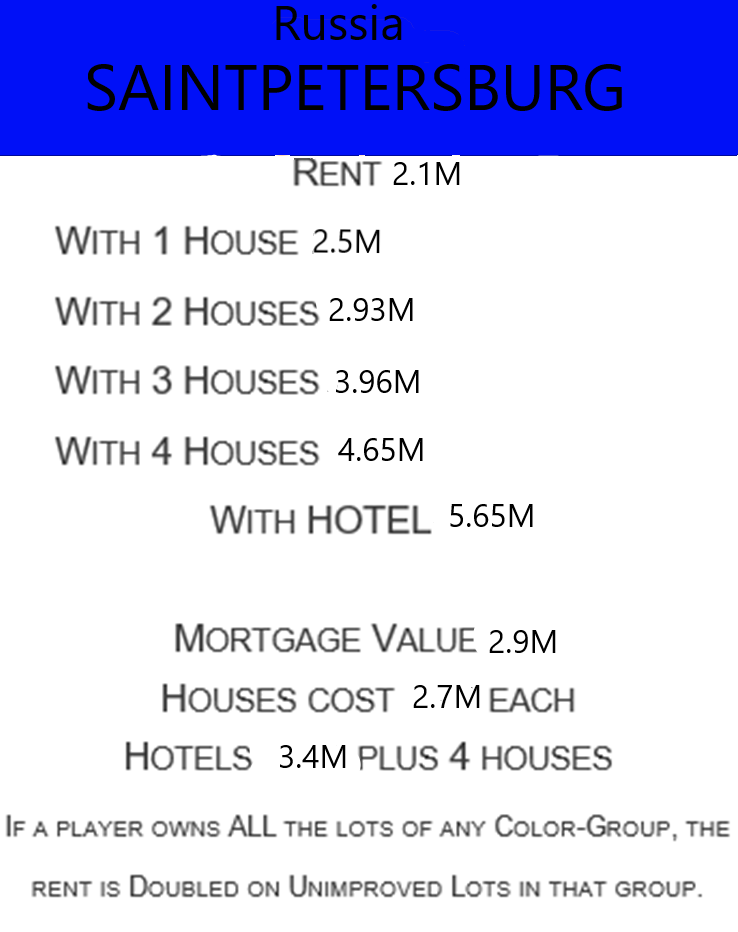 Russia
SAINTPETERSBURG
RENT 2.1M
WITH 1 HOUSE 2.5M
WITH 2 HOUSES 2.93M
WITH 3 HOUSES 3.96M
WITH 4 HOUSES 4.65M
WITH HOTEL 5.65M
MORTGAGE VALUE 2.9M
HOUSES COST 2.7M EACH
HOTELS 3.4M PLUS 4 HOUSES
IF A PLAYER OWNS ALL THE LOTS OF ANY COLOR-GROUP, THE
RENT IS DOUBLED ON UNIMPROVED LOTS IN THAT GROUP.